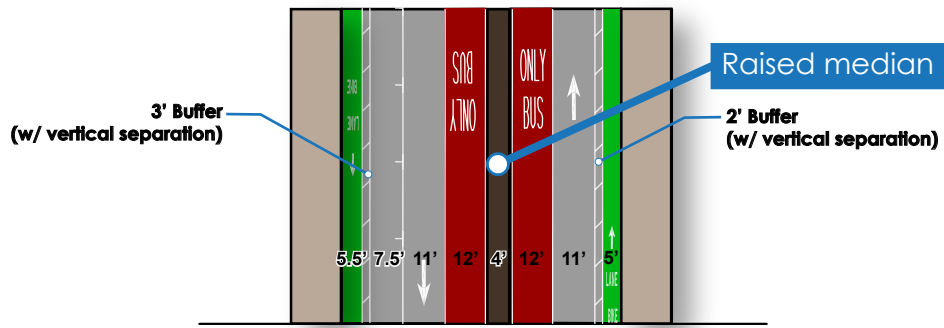 BIKE
LANE
BUS
ONLY
ONLY
BUS
Raised median
3’ Buffer
(w/ vertical separation)
2’ Buffer
(w/ vertical separation)
5.5’ 7.5’ 11’ 12’ 4’ 12’ 11’ 5’
LANE
BIKE